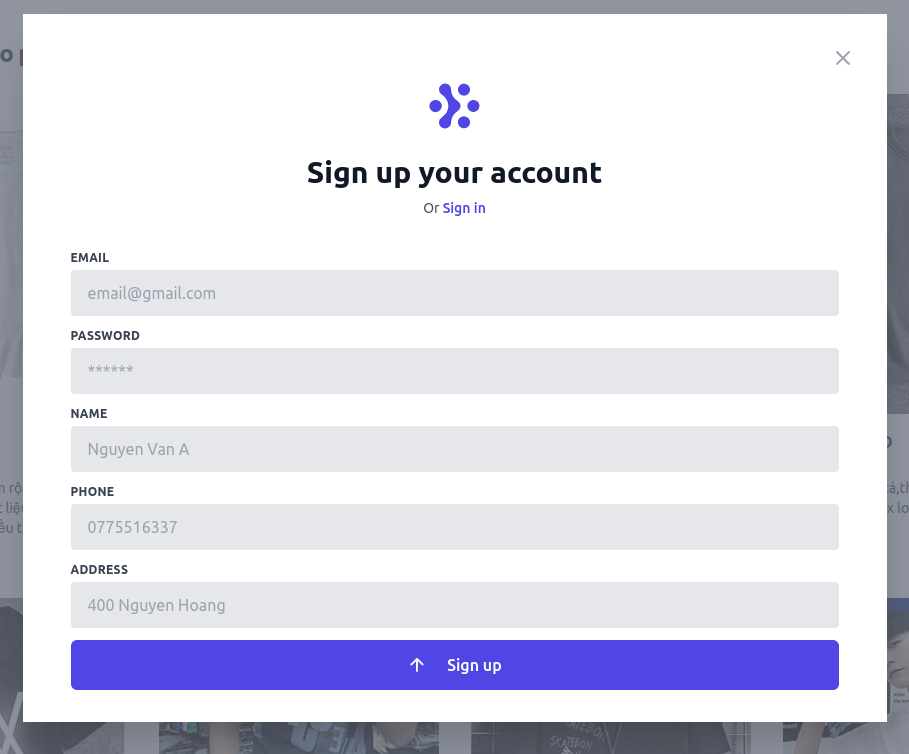 Sign up your account
Or Sign in
EMAIL
email@gmail.com
PASSWORD
******
NAME
Nguyen Van A
PHONE
0775516337
ADDRESS
400 Nguyen Hoang
Sign up